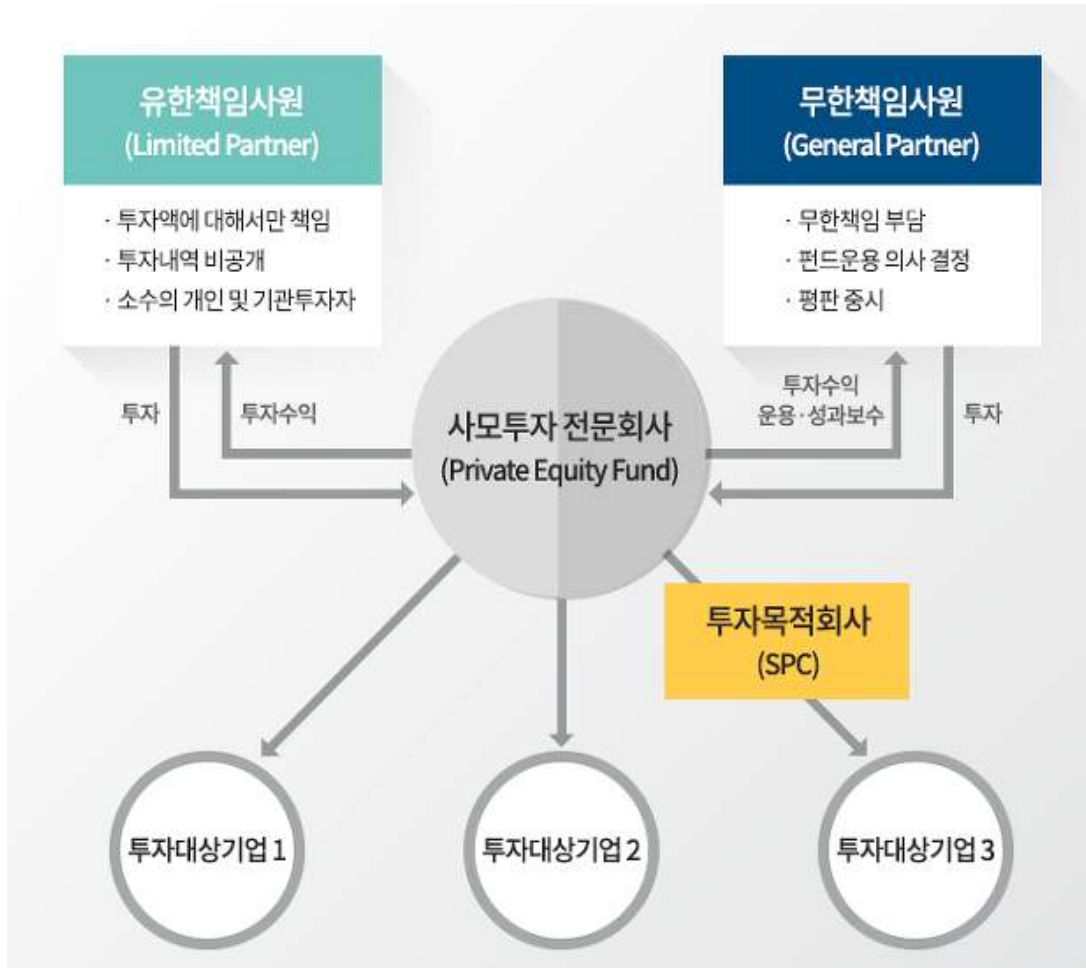 유한책임사원
(Limited Partner)
· 투자액에 대해서만 책임
· 투자내역 비공개
· 소수의 개인 및 기관투자자
무한책임사원
(General Partner)
· 무한책임 부담
· 펀드운용 의사 결정
· 평판 중시
투자
투자수익
투자수익
운용·성과보수
투자
사모투자 전문회사
(Private Equity Fund)
투자목적회사
(SPC)
투자대상기업 1
투자대상기업 2
투자대상기업 3